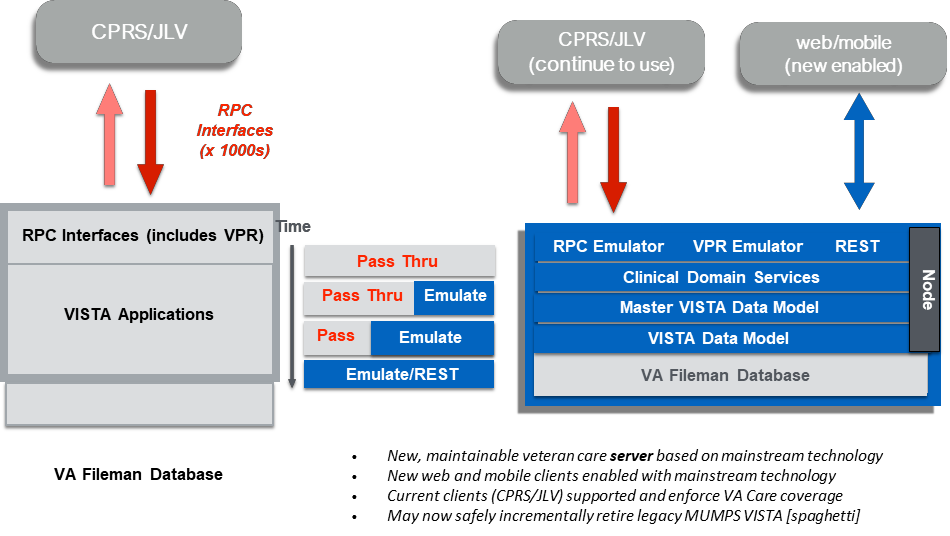 CPRS/JLV
RPC
Interfaces
(x 1000s)
RPC Interfaces (includes VPR)
VISTA Applications
VA Fileman Database
Time
Pass Thru
Pass Thru Emulate
Pass Emulate
Emulate/REST
CPRS/JLV
(continue to use)
web/mobile
(new enabled)
RPC Emulator VPR Emulator REST
Clinical Domain Services
Master VISTA Data Model
VISTA Data Model
VA Fileman Database
Node
• New, maintainable veteran care server based on mainstream technology
• New web and mobile clients enabled with mainstream technology
• Current clients (CPRS/JLV) supported and enforce VA Care coverage
• May now safely incrementally retire legacy MUMPS VISTA [spaghetti]